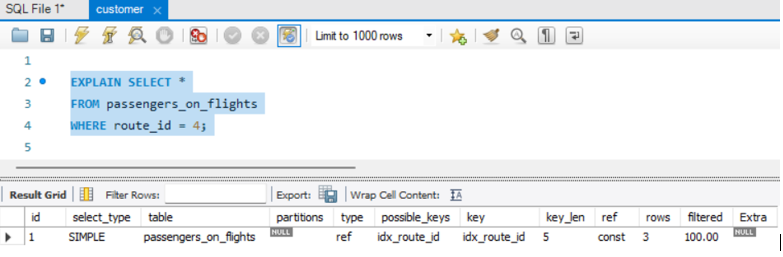 SQL File 1* customer
Limit to 1000 rows
1
2 EXPLAIN SELECT *
3 FROM passengers_on_flights
4 WHERE route_id = 4;
5
Result Grid Filter Rows: Export: Wrap Cell Content:
id select_type table partitions type possible_keys key key_len ref rows filtered Extra
1 SIMPLE passengers_on_flights NULL ref idx_route_id idx_route_id 5 const 3 100.00 NULL